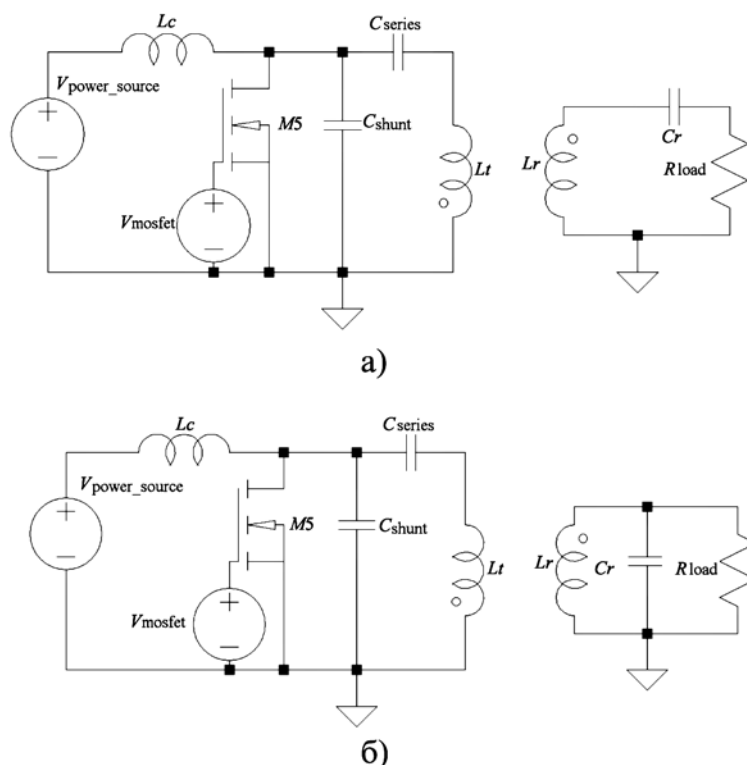 Lc
Cseries
Vpower_source
M5
Cshunt
Vmosfet
Lt
Lr
Cr
Rload
а)
Lc
Cseries
Vpower_source
M5
Cshunt
Vmosfet
Lt
Lr
Cr
Rload
б)